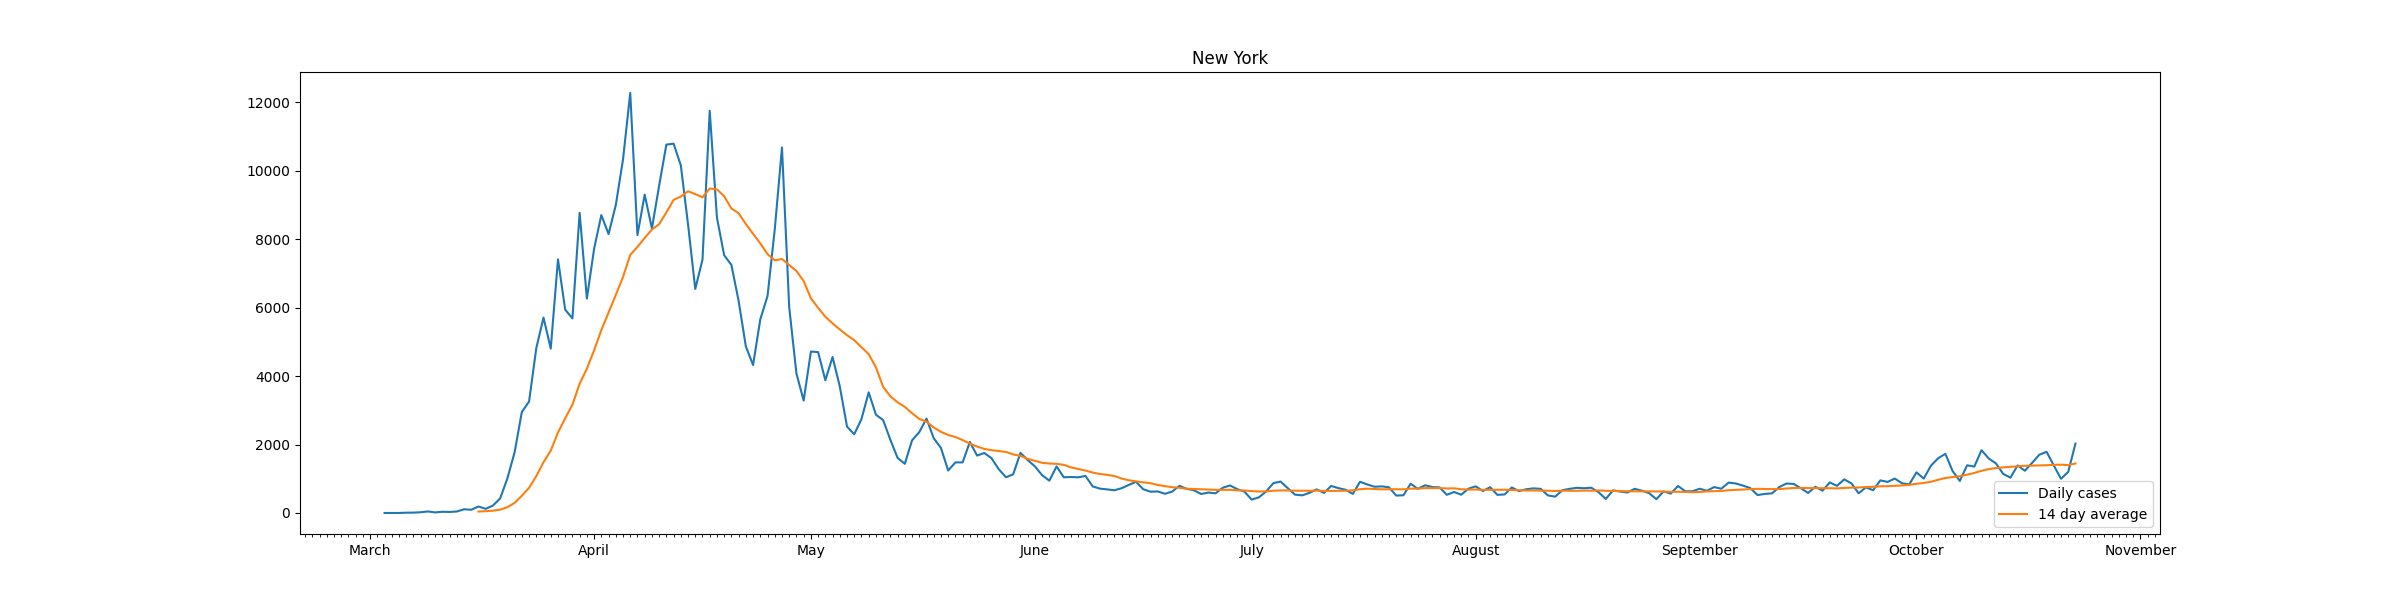 New York
12000
10000
8000
6000
4000
2000
0
Daily cases
14 day average
March April May June July August September October November